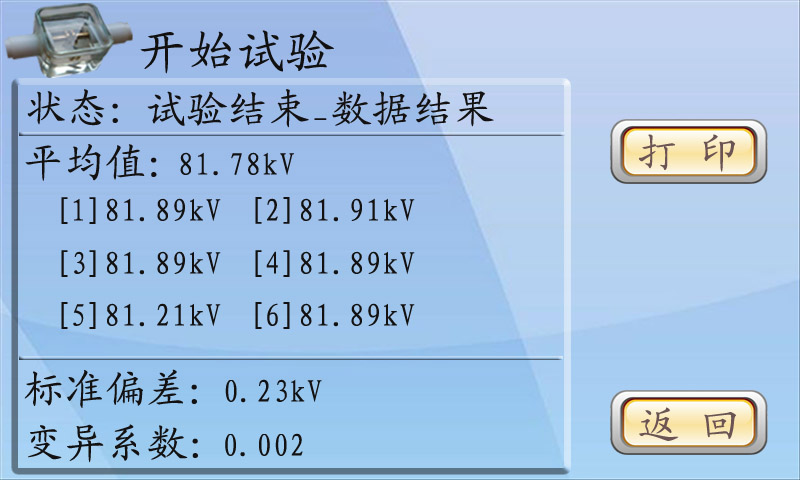 开始试验
状态：试验结束_数据结果
平均值：81.78kV
[1]81.89kV [2]81.91kV
[3]81.89kV [4]81.89kV
[5]81.21kV [6]81.89kV
标准偏差：0.23kV
变异系数：0.002
打 印
返 回